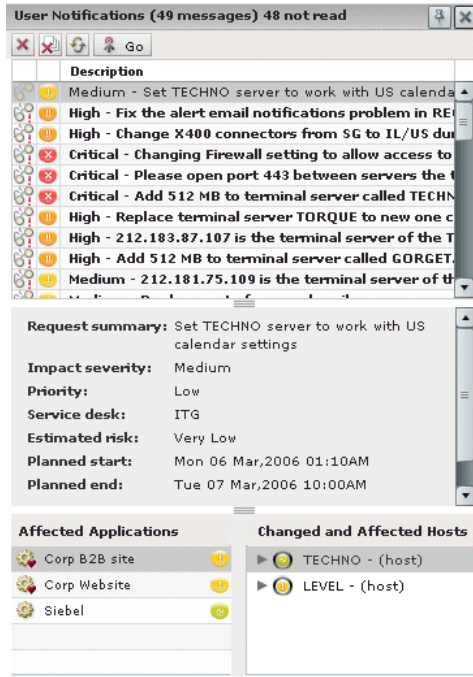 User Notifications (49 messages) 48 not read
Go
Description
Medium - Set TECHNO server to work with US calenda
High - Fix the alert email notifications problem in RE
High - Change X400 connectors from SG to IL/US du
Critical - Changing Firewall setting to allow access to
Critical - Please open port 443 between servers the t
Critical - Add 512 MB to terminal server called TECHN
High - Replace terminal server TORQUE to new one c
High - 212.183.87.107 is the terminal server of the T
High - Add 512 MB to terminal server called GORGET.
Medium - 212.181.75.109 is the terminal server of th
Request summary: Set TECHNO server to work with US
calendar settings
Impact severity: Medium
Priority: Low
Service desk: ITG
Estimated risk: Very Low
Planned start: Mon 06 Mar,2006 01:10AM
Planned end: Tue 07 Mar,2006 10:00AM
Affected Applications
Corp B2B site
Corp Website
Siebel
Changed and Affected Hosts
TECHNO - (host)
LEVEL - (host)